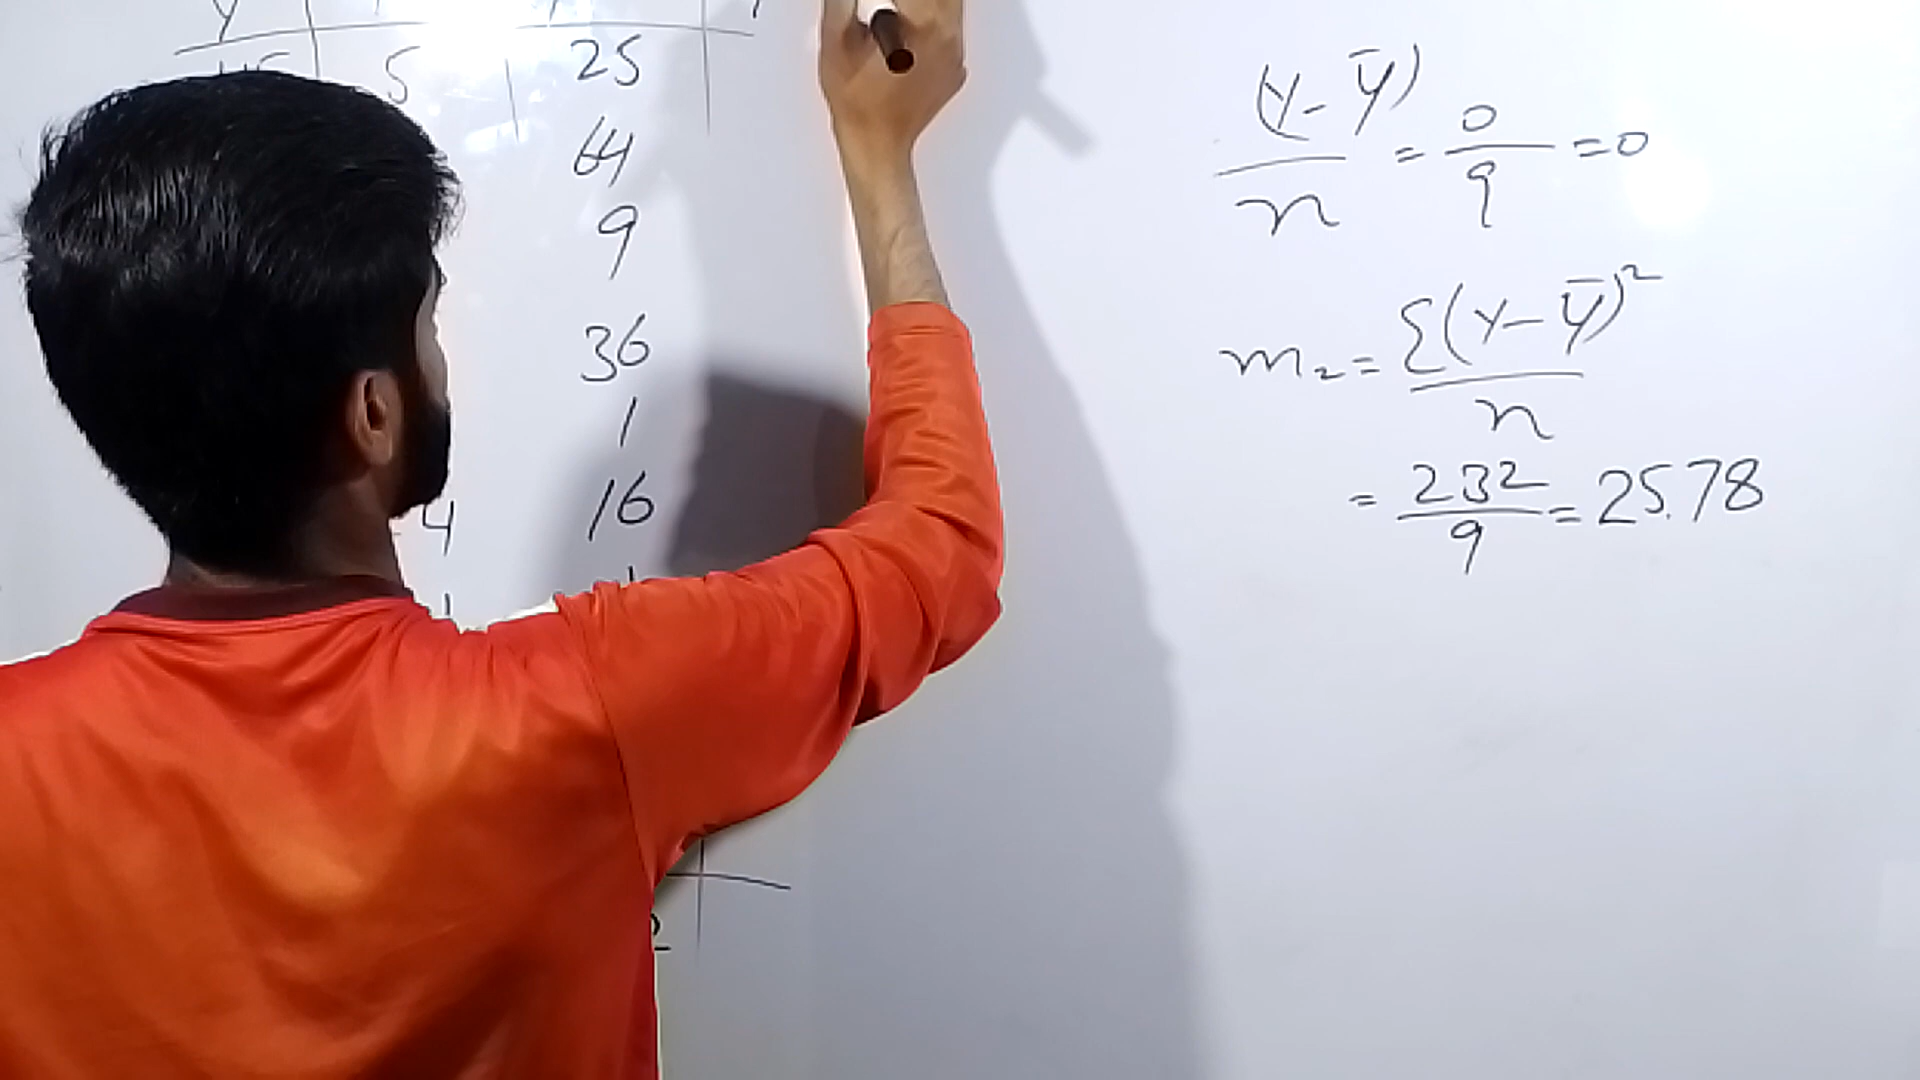 y
5 25
64
9
36
1
-4 16
(y-ȳ)/n = 0/9 = 0
m₂ = Σ(y-ȳ)²/n
= 232/9 = 25.78